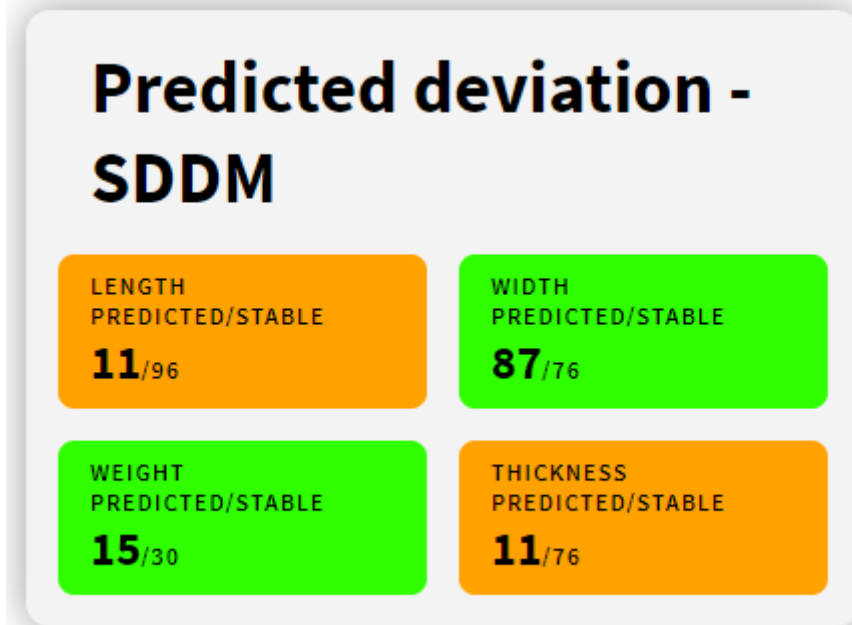 Predicted deviation -
SDDM
LENGTH
PREDICTED/STABLE
11/96
WIDTH
PREDICTED/STABLE
87/76
WEIGHT
PREDICTED/STABLE
15/30
THICKNESS
PREDICTED/STABLE
11/76